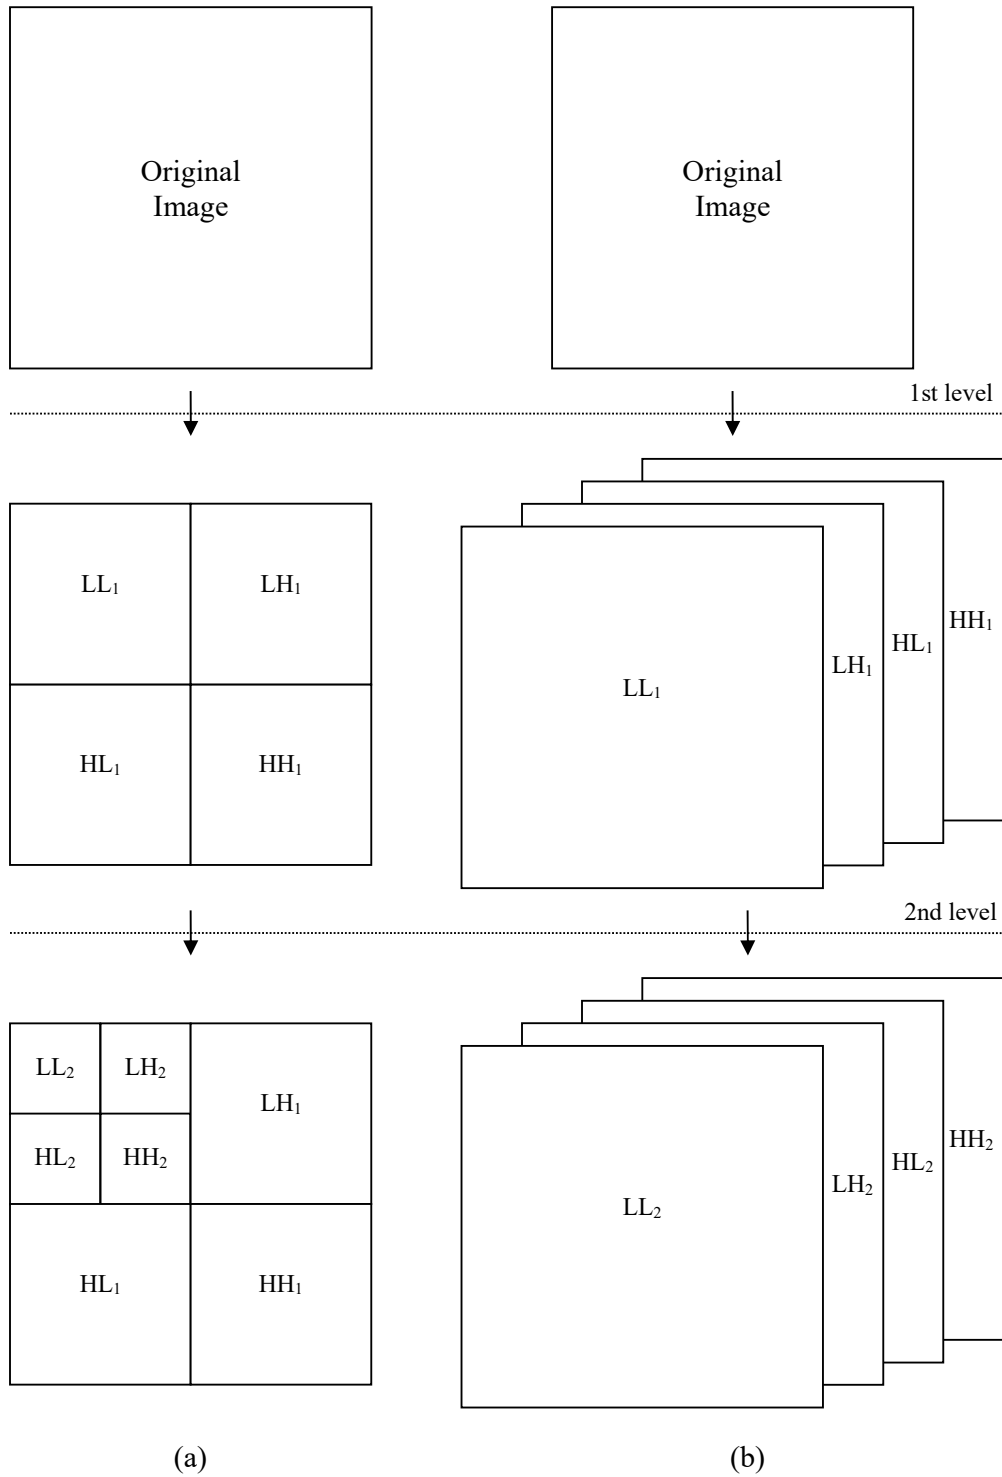 Original
Image
Original
Image
1st level
LL₁
LH₁
HL₁
HH₁
LL₁
LH₁
HL₁
HH₁
2nd level
LL₂
LH₂
HL₂
HH₂
LH₁
HL₁
HH₁
LL₂
LH₂
HL₂
HH₂
(a)
(b)